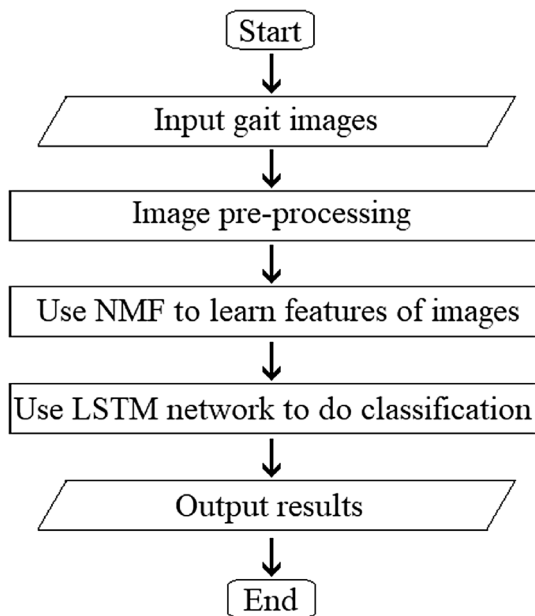 Start
Input gait images
Image pre-processing
Use NMF to learn features of images
Use LSTM network to do classification
Output results
End